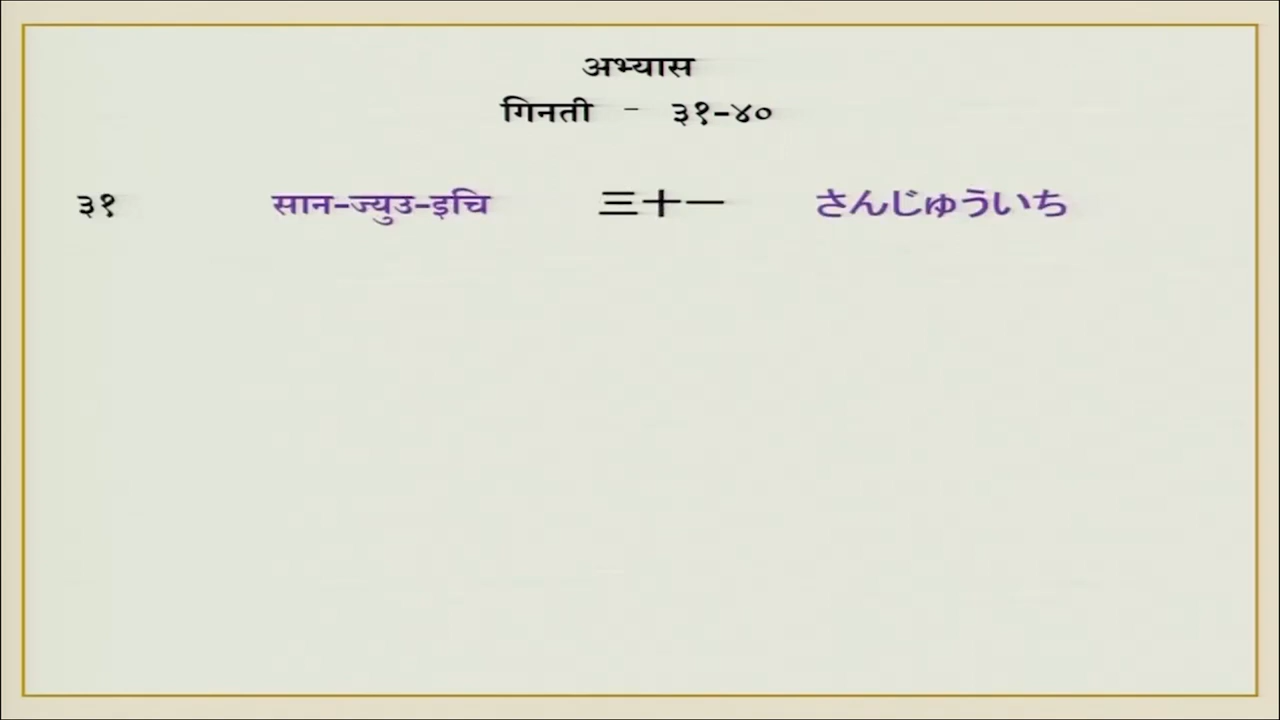 अभ्यास
गिनती - ३१-४०
३१ सान-ज्युउ-इचि 三十一 さんじゅういち